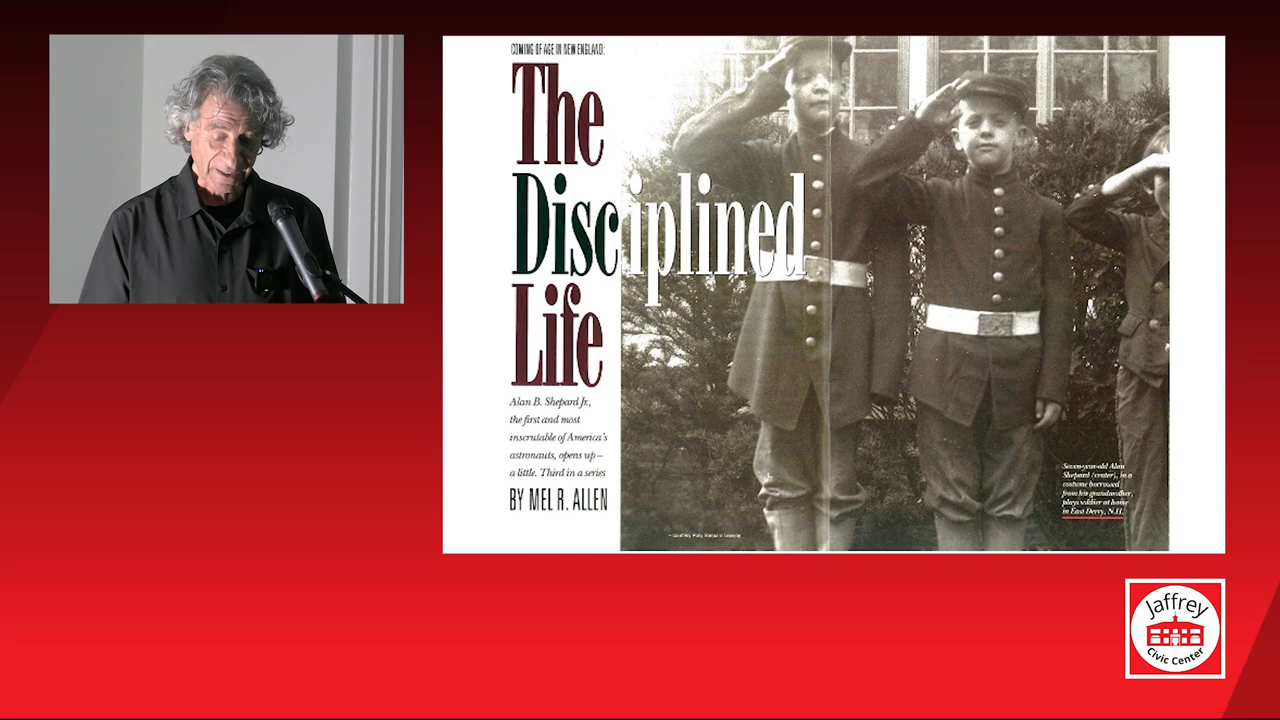 COMING OF AGE IN NEW ENGLAND:
The
Disciplined
Life
Alan B. Shepard Jr.,
the first and most
inscrutable of America's
astronauts, opens up—
a little. Third in a series
BY MEL R. ALLEN
Seven-year-old Alan
Shepard (center), in a
costume borrowed
from his grandmother,
plays soldier at home
in East Derry, N.H.
Jaffrey
Civic Center